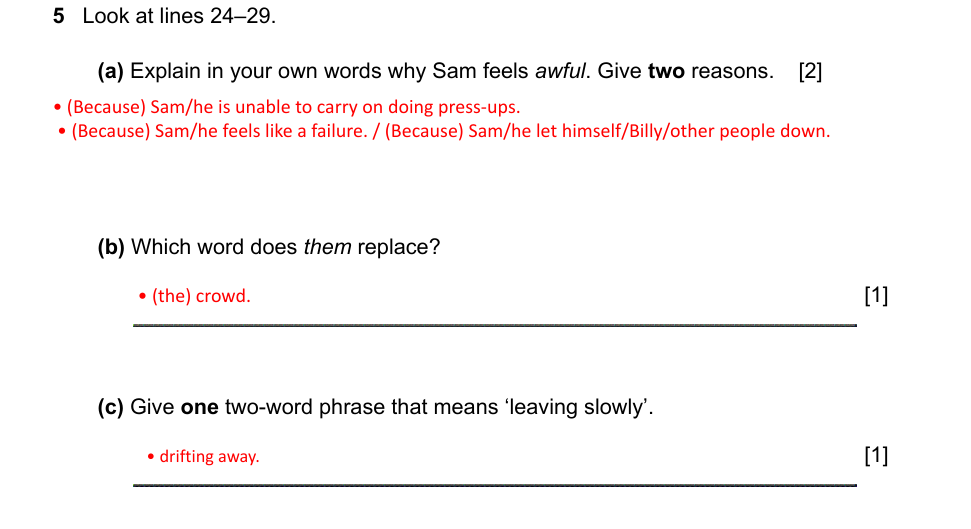 5 Look at lines 24–29.
(a) Explain in your own words why Sam feels awful. Give two reasons. [2]
• (Because) Sam/he is unable to carry on doing press-ups.
• (Because) Sam/he feels like a failure. / (Because) Sam/he let himself/Billy/other people down.
(b) Which word does them replace?
• (the) crowd. [1]
(c) Give one two-word phrase that means ‘leaving slowly’.
• drifting away. [1]